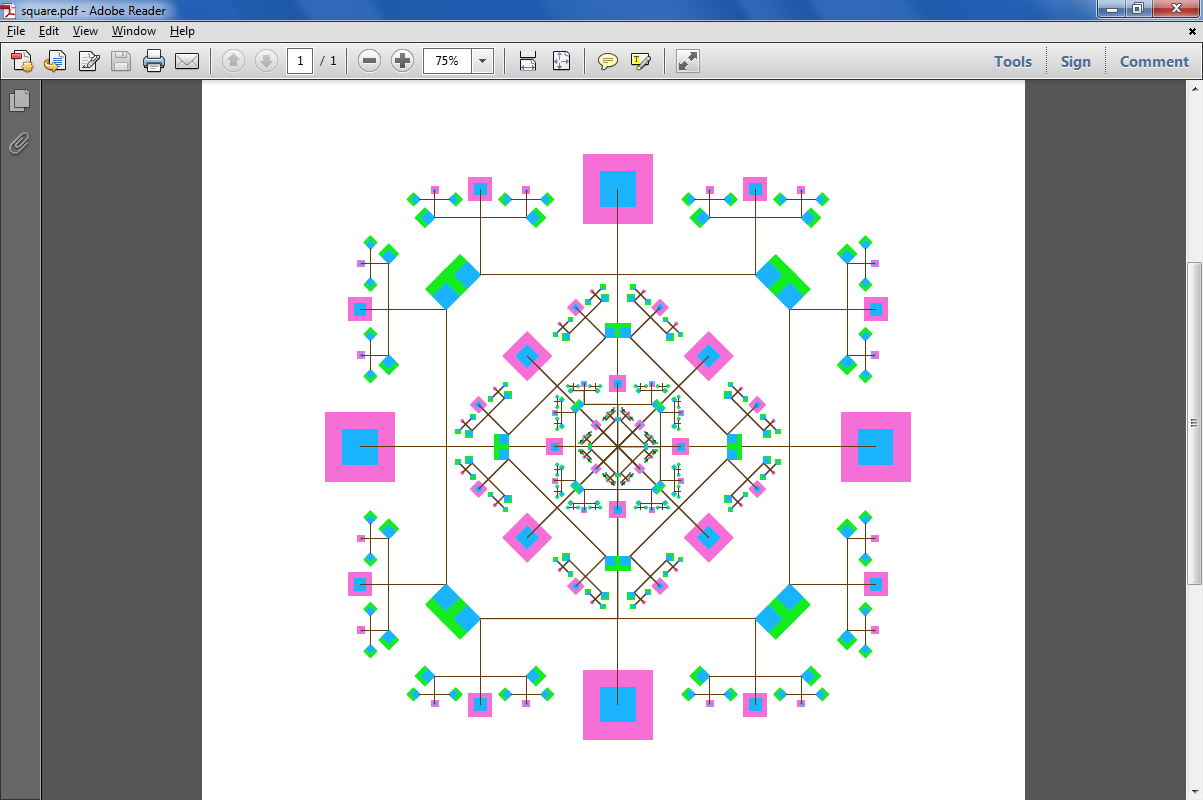 square.pdf - Adobe Reader
File Edit View Window Help
1 / 1 75% Tools Sign Comment